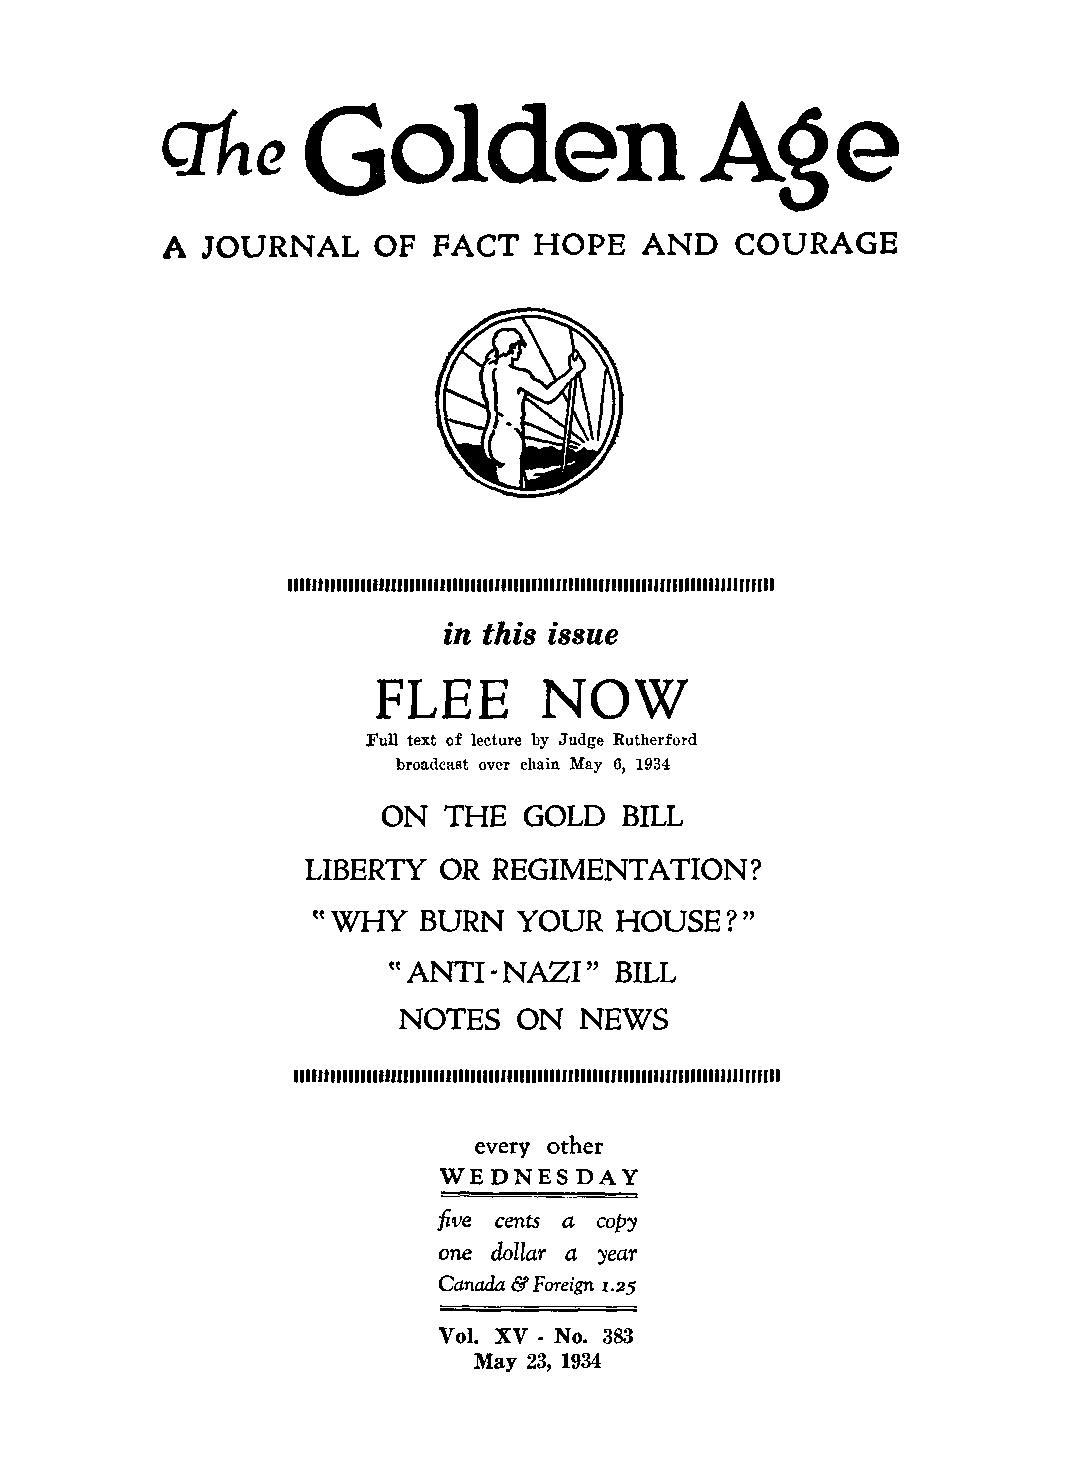 The Golden Age
A JOURNAL OF FACT HOPE AND COURAGE
in this issue
FLEE NOW
Full text of lecture by Judge Rutherford
broadcast over chain May 6, 1934
ON THE GOLD BILL
LIBERTY OR REGIMENTATION?
“WHY BURN YOUR HOUSE?”
“ANTI-NAZI” BILL
NOTES ON NEWS
every other
WEDNESDAY
five cents a copy
one dollar a year
Canada & Foreign 1.25
Vol. XV - No. 383
May 23, 1934